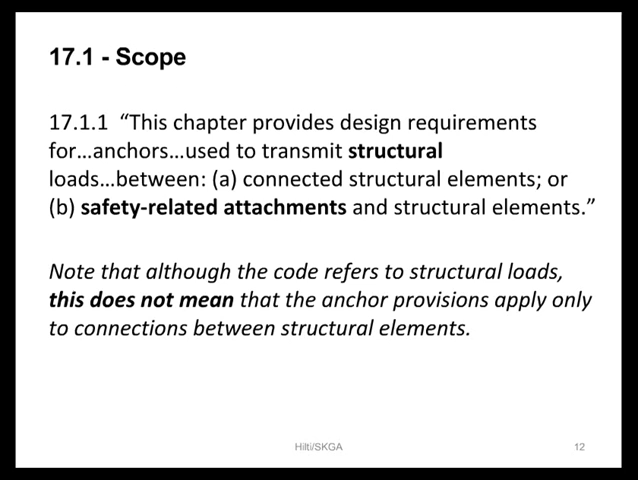 17.1 - Scope
17.1.1 “This chapter provides design requirements
for...anchors...used to transmit structural
loads...between: (a) connected structural elements; or
(b) safety-related attachments and structural elements.”
Note that although the code refers to structural loads,
this does not mean that the anchor provisions apply only
to connections between structural elements.
Hilti/SKGA
12